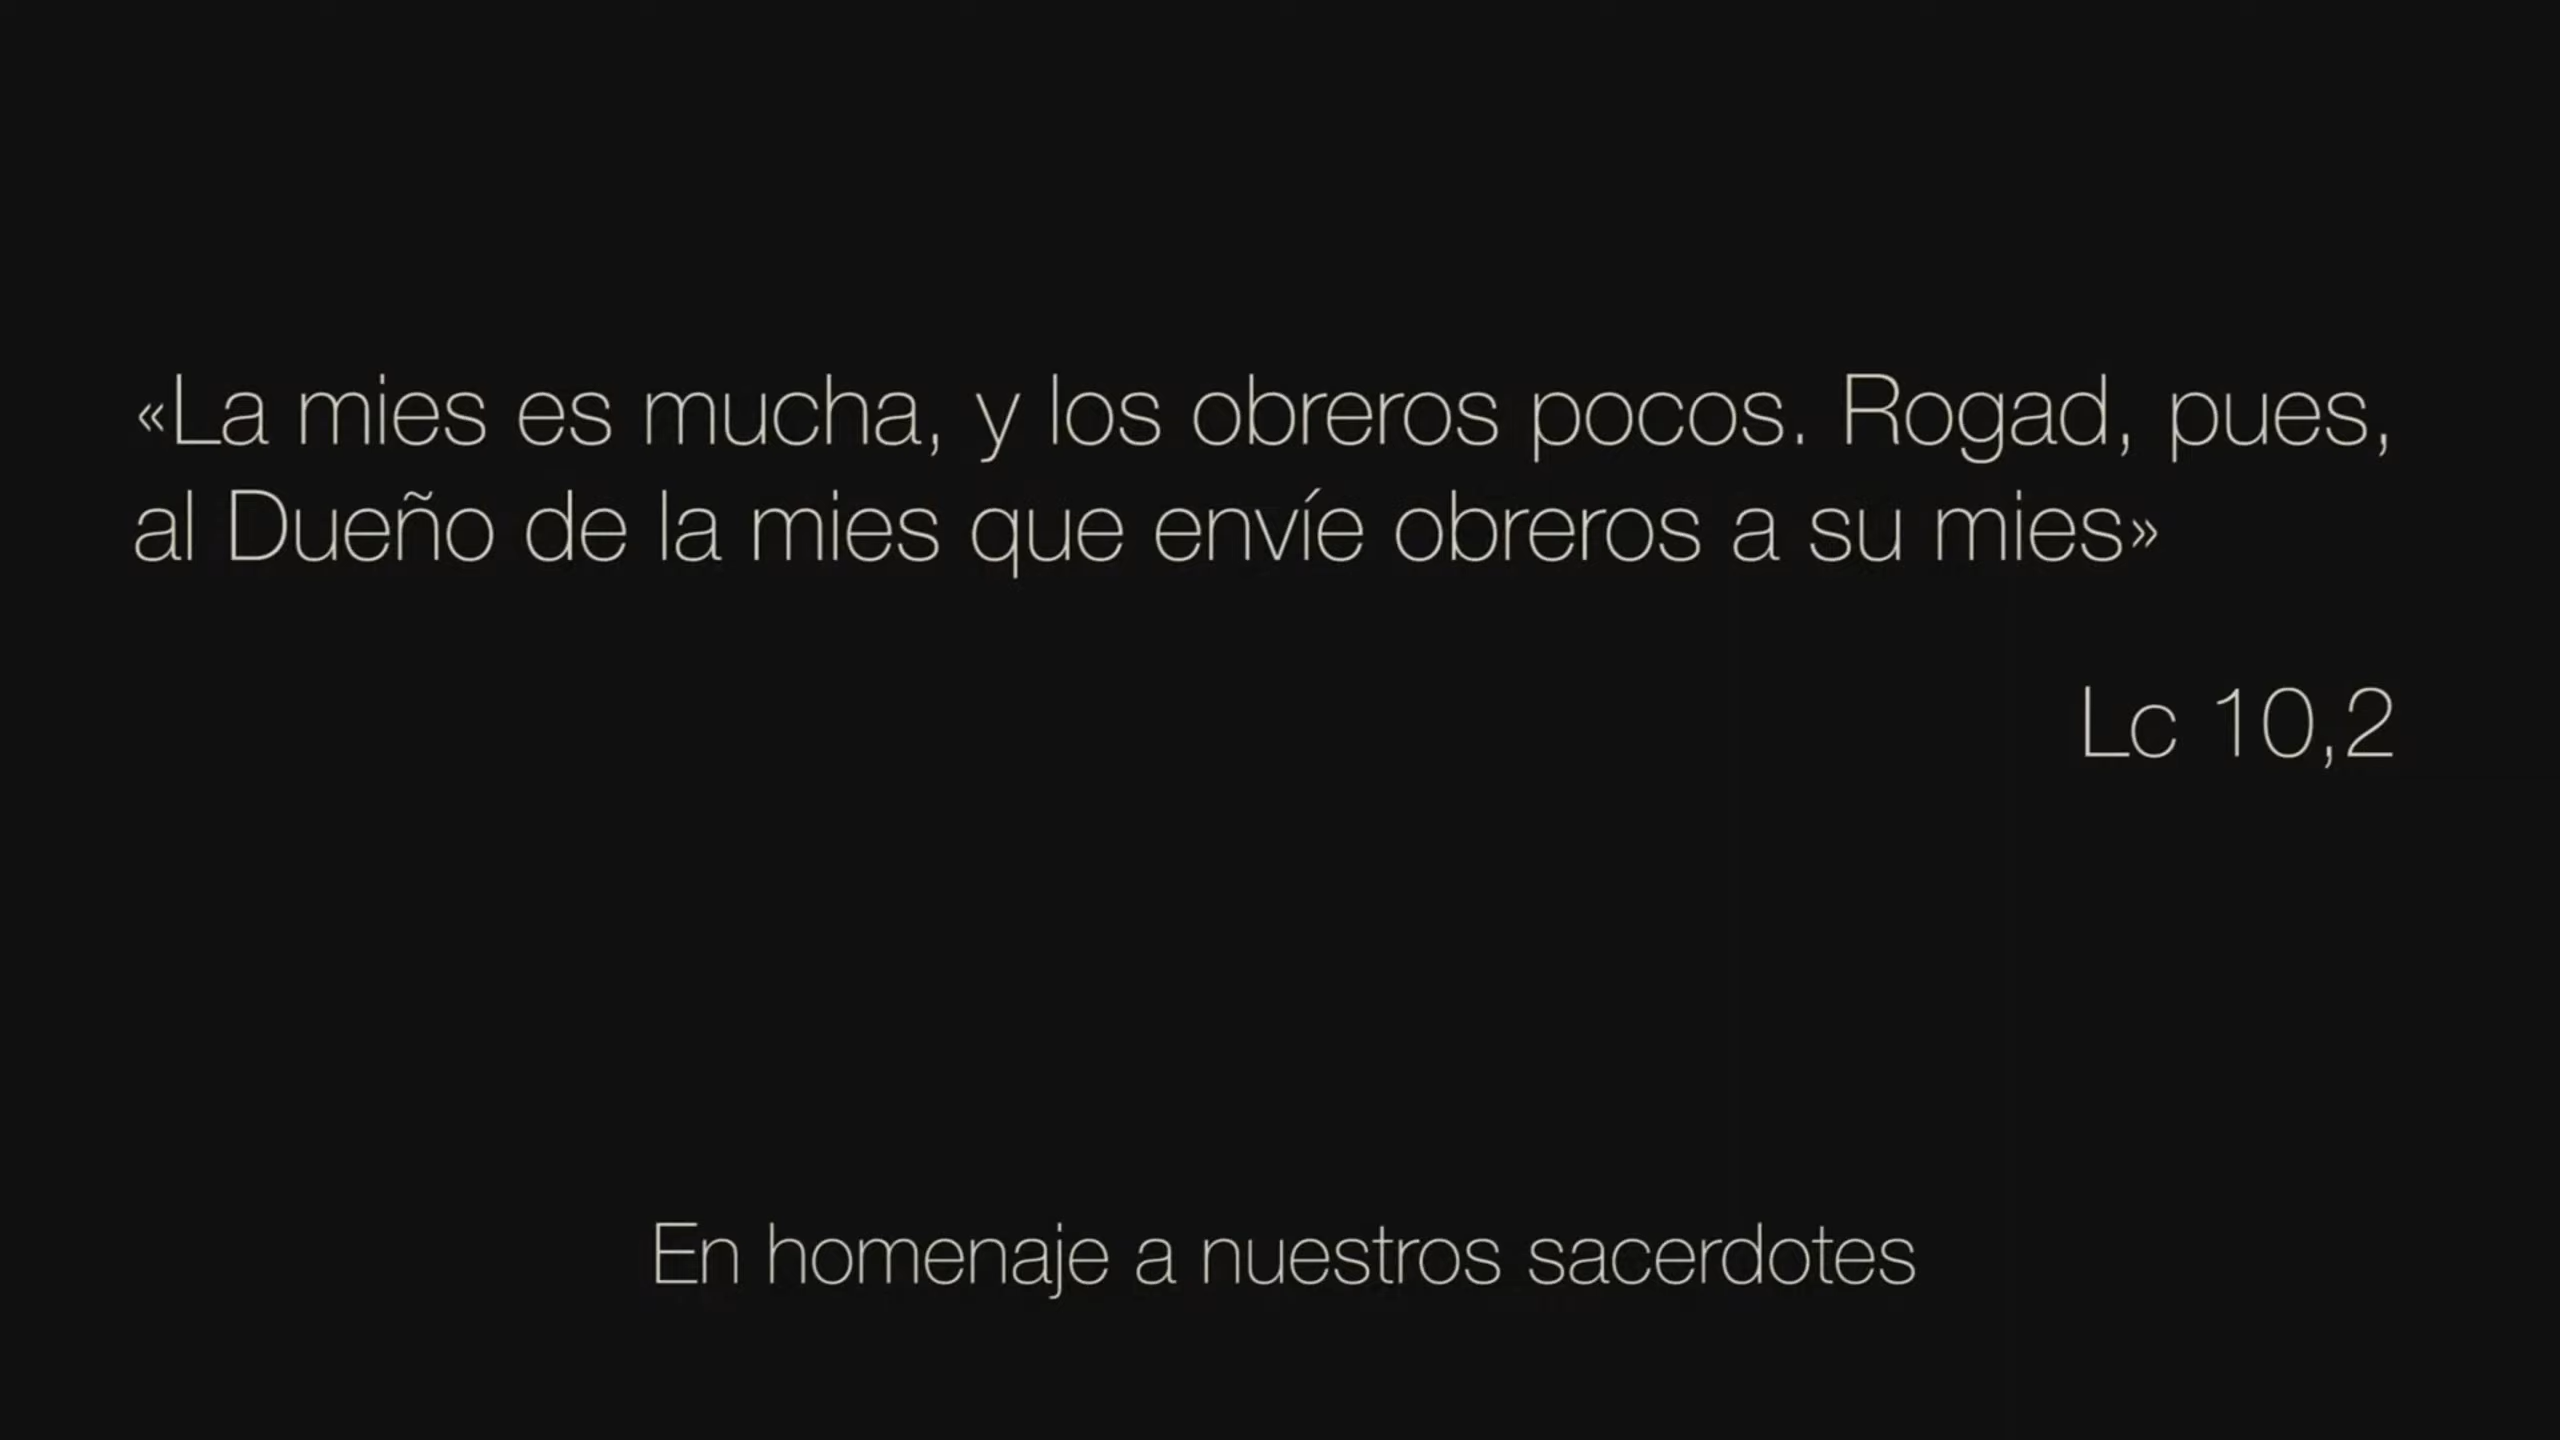 «La mies es mucha, y los obreros pocos. Rogad, pues,
al Dueño de la mies que envíe obreros a su mies»
Lc 10,2
En homenaje a nuestros sacerdotes